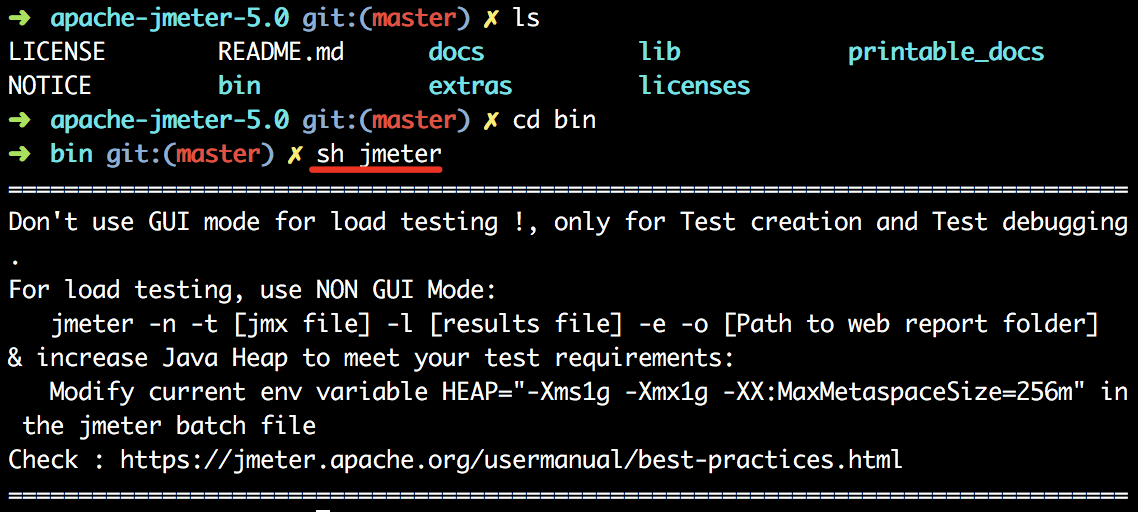 ➜  apache-jmeter-5.0 git:(master) ✗ ls
LICENSE        README.md      docs           lib            printable_docs
NOTICE         bin            extras         licenses
➜  apache-jmeter-5.0 git:(master) ✗ cd bin
➜  bin git:(master) ✗ sh jmeter
================================================================================
Don't use GUI mode for load testing !, only for Test creation and Test debugging
.
For load testing, use NON GUI Mode:
   jmeter -n -t [jmx file] -l [results file] -e -o [Path to web report folder]
& increase Java Heap to meet your test requirements:
   Modify current env variable HEAP="-Xms1g -Xmx1g -XX:MaxMetaspaceSize=256m" in
 the jmeter batch file
Check : https://jmeter.apache.org/usermanual/best-practices.html
================================================================================